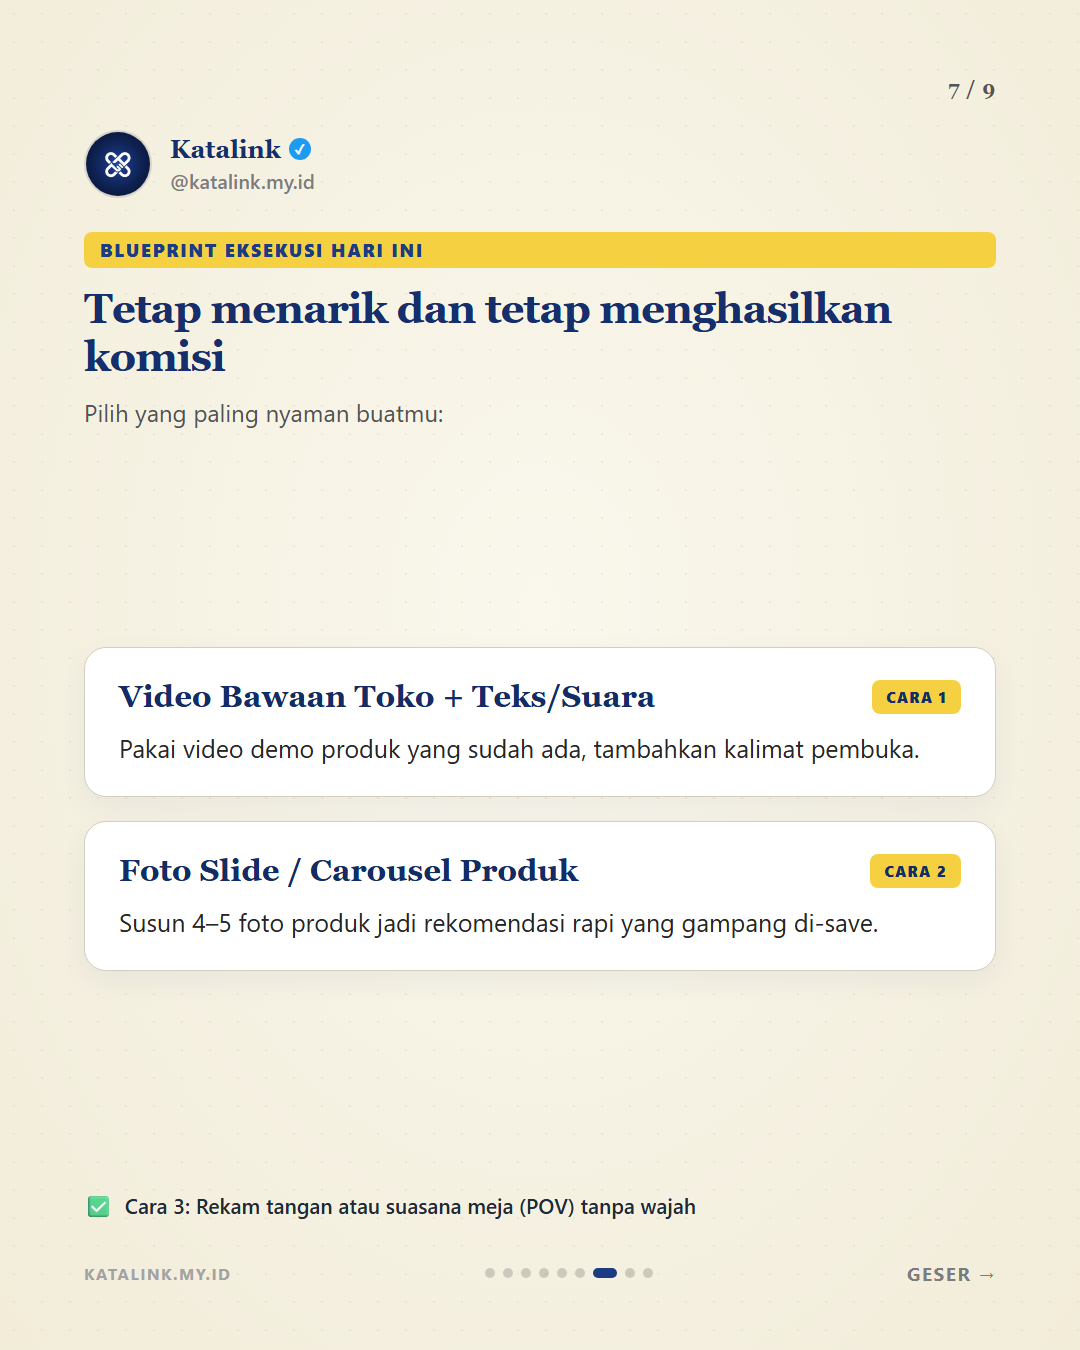 7 / 9
Katalink
@katalink.my.id
BLUEPRINT EKSEKUSI HARI INI
Tetap menarik dan tetap menghasilkan
komisi
Pilih yang paling nyaman buatmu:
Video Bawaan Toko + Teks/Suara
CARA 1
Pakai video demo produk yang sudah ada, tambahkan kalimat pembuka.
Foto Slide / Carousel Produk
CARA 2
Susun 4–5 foto produk jadi rekomendasi rapi yang gampang di-save.
✅ Cara 3: Rekam tangan atau suasana meja (POV) tanpa wajah
KATALINK.MY.ID
GESER →